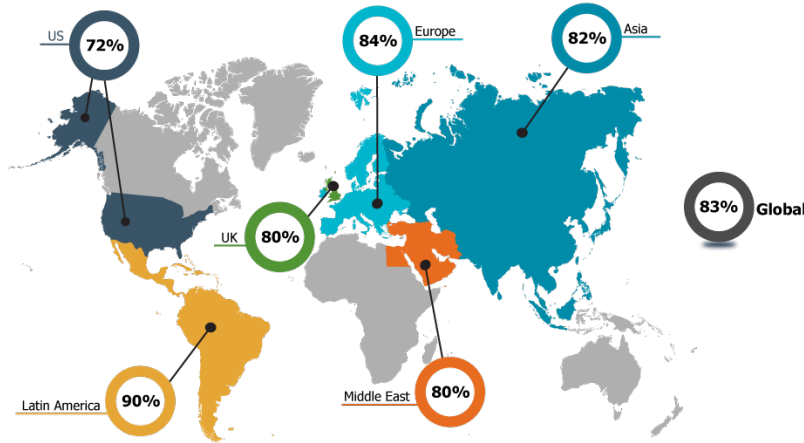 US
72%
84%
Europe
82%
Asia
UK
80%
83%
Global
Latin America
90%
Middle East
80%